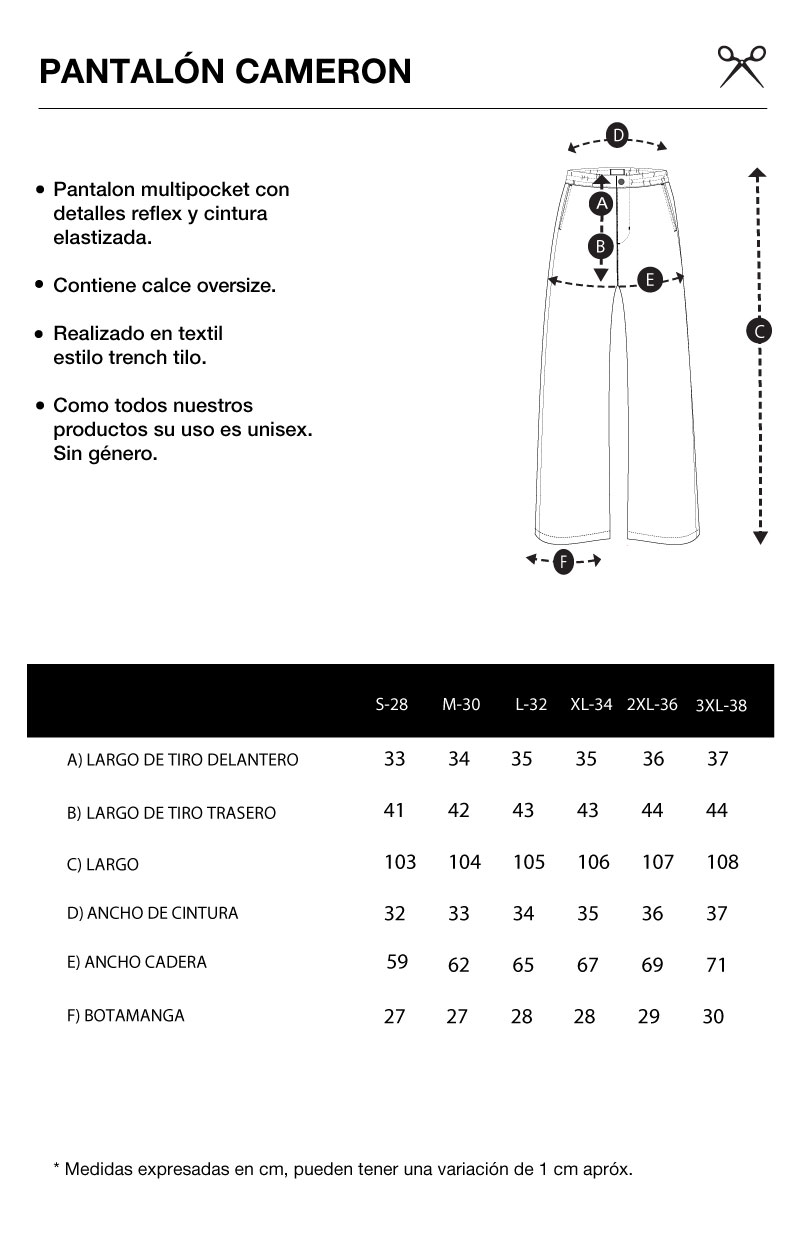 PANTALÓN CAMERON
D
• Pantalon multipocket con
detalles reflex y cintura
elastizada.
• Contiene calce oversize.
• Realizado en textil
estilo trench tilo.
• Como todos nuestros
productos su uso es unisex.
Sin género.
A
B
E
C
F
S-28 M-30 L-32 XL-34 2XL-36 3XL-38
A) LARGO DE TIRO DELANTERO 33 34 35 35 36 37
B) LARGO DE TIRO TRASERO 41 42 43 43 44 44
C) LARGO 103 104 105 106 107 108
D) ANCHO DE CINTURA 32 33 34 35 36 37
E) ANCHO CADERA 59 62 65 67 69 71
F) BOTAMANGA 27 27 28 28 29 30
* Medidas expresadas en cm, pueden tener una variación de 1 cm apróx.